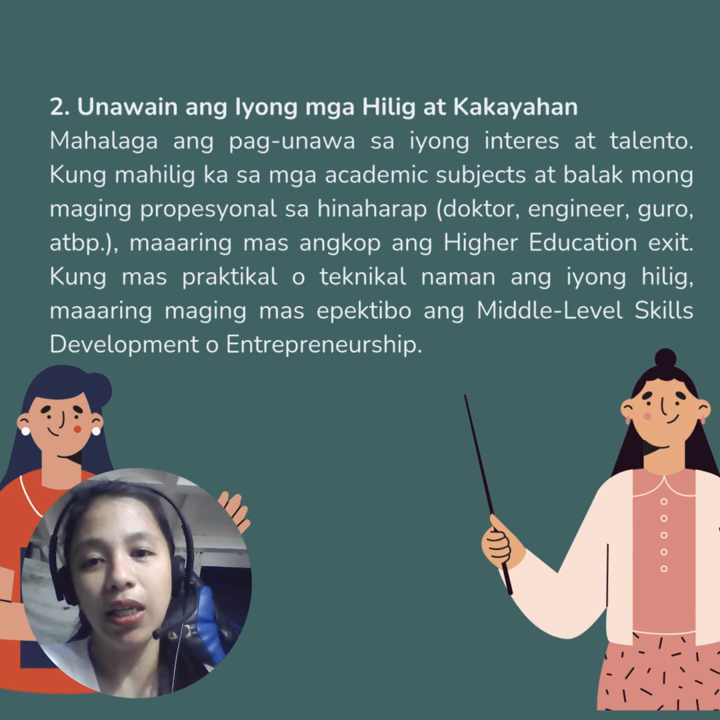 2. Unawain ang Iyong mga Hilig at Kakayahan
Mahalaga ang pag-unawa sa iyong interes at talento.
Kung mahilig ka sa mga academic subjects at balak mong
maging propesyonal sa hinaharap (doktor, engineer, guro,
atbp.), maaaring mas angkop ang Higher Education exit.
Kung mas praktikal o teknikal naman ang iyong hilig,
maaaring maging mas epektibo ang Middle-Level Skills
Development o Entrepreneurship.